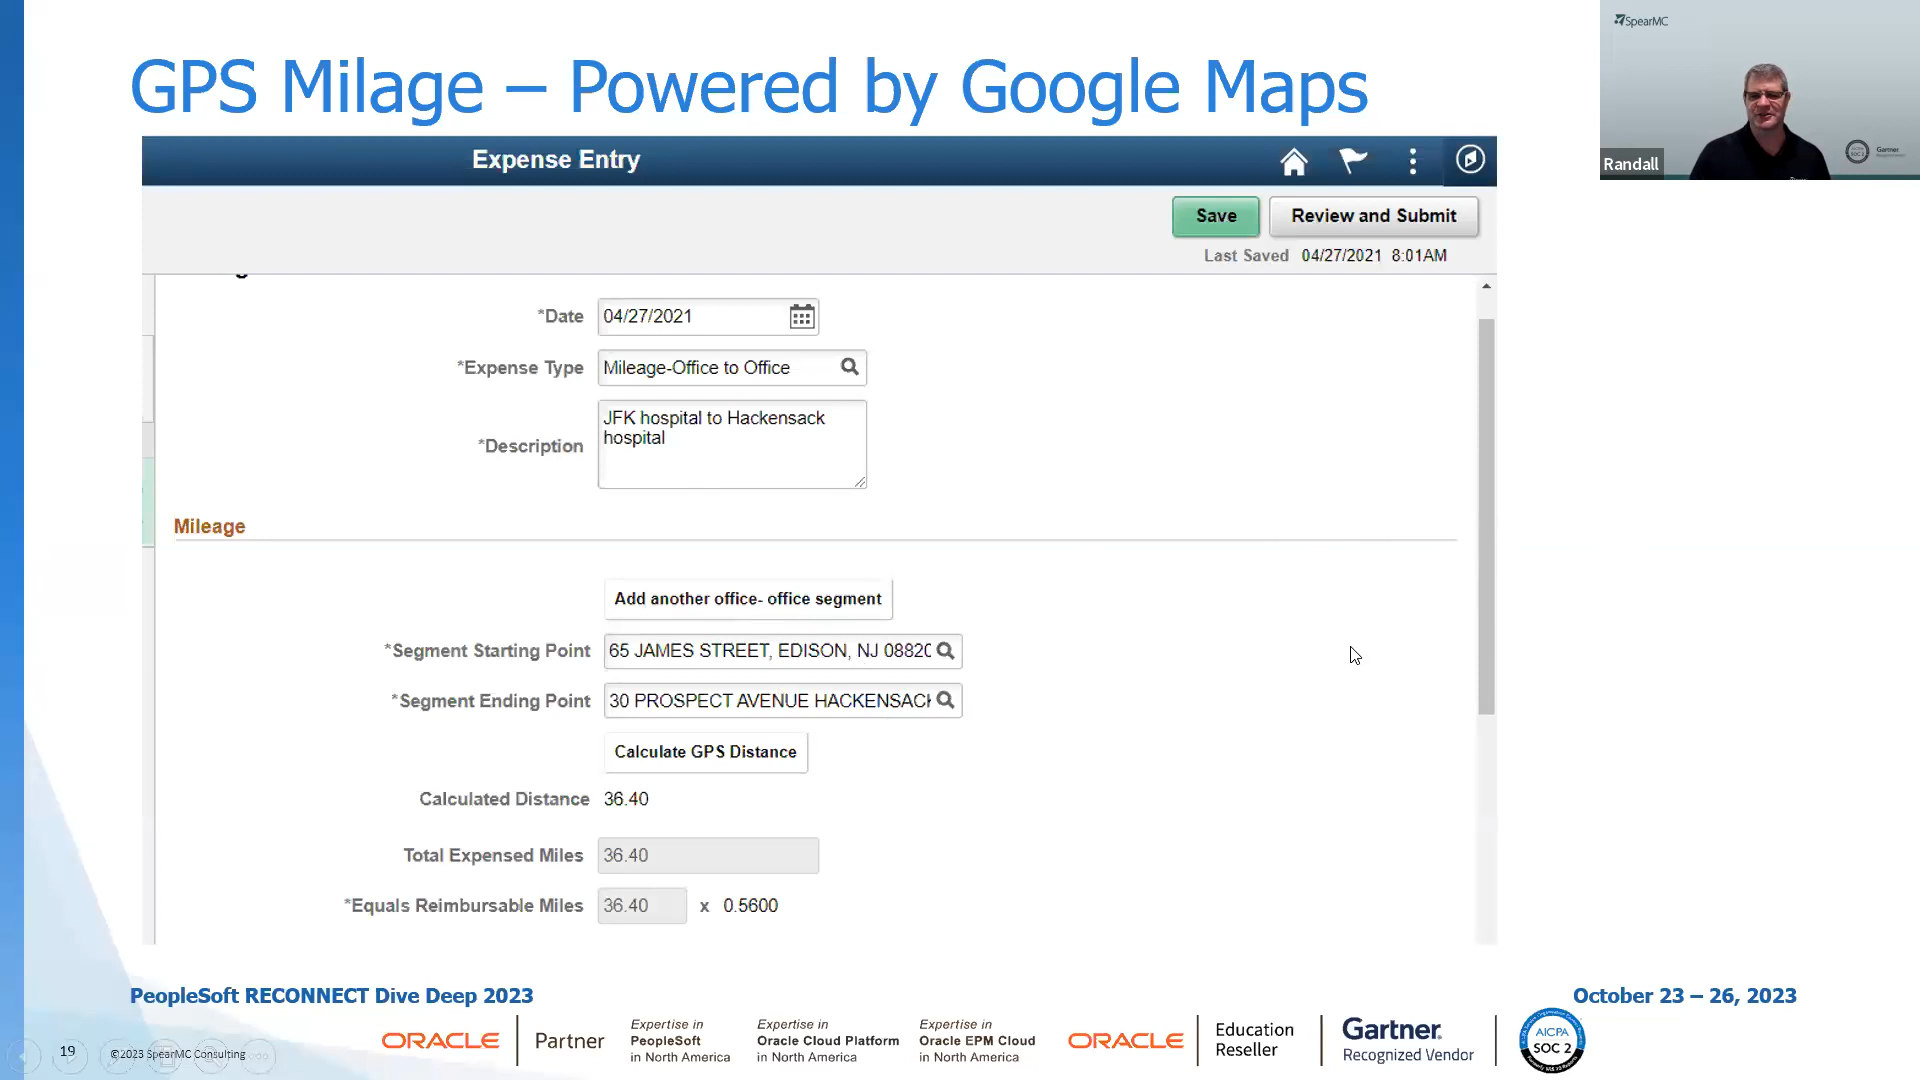 GPS Milage – Powered by Google Maps
SpearMC
Randall
AICPA
SOC 2
Gartner
Expense Entry
Save
Review and Submit
Last Saved 04/27/2021 8:01AM
*Date 04/27/2021
*Expense Type Mileage-Office to Office
*Description JFK hospital to Hackensack
hospital
Mileage
Add another office- office segment
*Segment Starting Point 65 JAMES STREET, EDISON, NJ 08820
*Segment Ending Point 30 PROSPECT AVENUE HACKENSACK
Calculate GPS Distance
Calculated Distance 36.40
Total Expensed Miles 36.40
*Equals Reimbursable Miles 36.40 x 0.5600
PeopleSoft RECONNECT Dive Deep 2023
October 23 – 26, 2023
19
©2023 SpearMC Consulting
ORACLE
Partner
Expertise in
PeopleSoft
in North America
Expertise in
Oracle Cloud Platform
in North America
Expertise in
Oracle EPM Cloud
in North America
ORACLE
Education
Reseller
Gartner
Recognized Vendor
AICPA
SOC 2